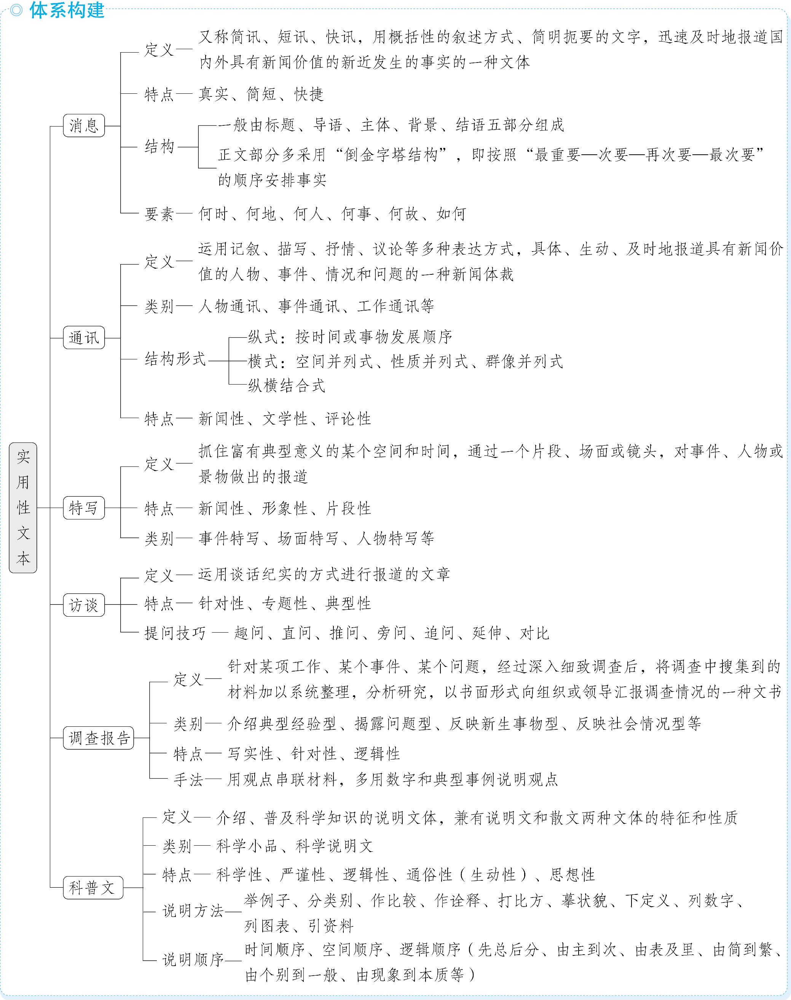 体系构建
实用性文本
消息
定义
又称简讯、短讯、快讯，用概括性的叙述方式、简明扼要的文字，迅速及时地报道国
内外具有新闻价值的新近发生的事实的一种文体
特点
真实、简短、快捷
结构
一般由标题、导语、主体、背景、结语五部分组成
正文部分多采用“倒金字塔结构”，即按照“最重要—次要—再次要—最次要”
的顺序安排事实
要素
何时、何地、何人、何事、何故、如何
通讯
定义
运用记叙、描写、抒情、议论等多种表达方式，具体、生动、及时地报道具有新闻价
值的人物、事件、情况和问题的一种新闻体裁
类别
人物通讯、事件通讯、工作通讯等
结构形式
纵式：按时间或事物发展顺序
横式：空间并列式、性质并列式、群像并列式
纵横结合式
特点
新闻性、文学性、评论性
特写
定义
抓住富有典型意义的某个空间和时间，通过一个片段、场面或镜头，对事件、人物或
景物做出的报道
特点
新闻性、形象性、片段性
类别
事件特写、场面特写、人物特写等
访谈
定义
运用谈话纪实的方式进行报道的文章
特点
针对性、专题性、典型性
提问技巧
趣问、直问、推问、旁问、追问、延伸、对比
调查报告
定义
针对某项工作、某个事件、某个问题，经过深入细致调查后，将调查中搜集到的
材料加以系统整理，分析研究，以书面形式向组织或领导汇报调查情况的一种文书
类别
介绍典型经验型、揭露问题型、反映新生事物型、反映社会情况型等
特点
写实性、针对性、逻辑性
手法
用观点串联材料，多用数字和典型事例说明观点
科普文
定义
介绍、普及科学知识的说明文体，兼有说明文和散文两种文体的特征和性质
类别
科学小品、科学说明文
特点
科学性、严谨性、逻辑性、通俗性（生动性）、思想性
说明方法
举例子、分类别、作比较、作诠释、打比方、摹状貌、下定义、列数字、
列图表、引资料
说明顺序
时间顺序、空间顺序、逻辑顺序（先总后分、由主到次、由表及里、由简到繁、
由个别到一般、由现象到本质等）